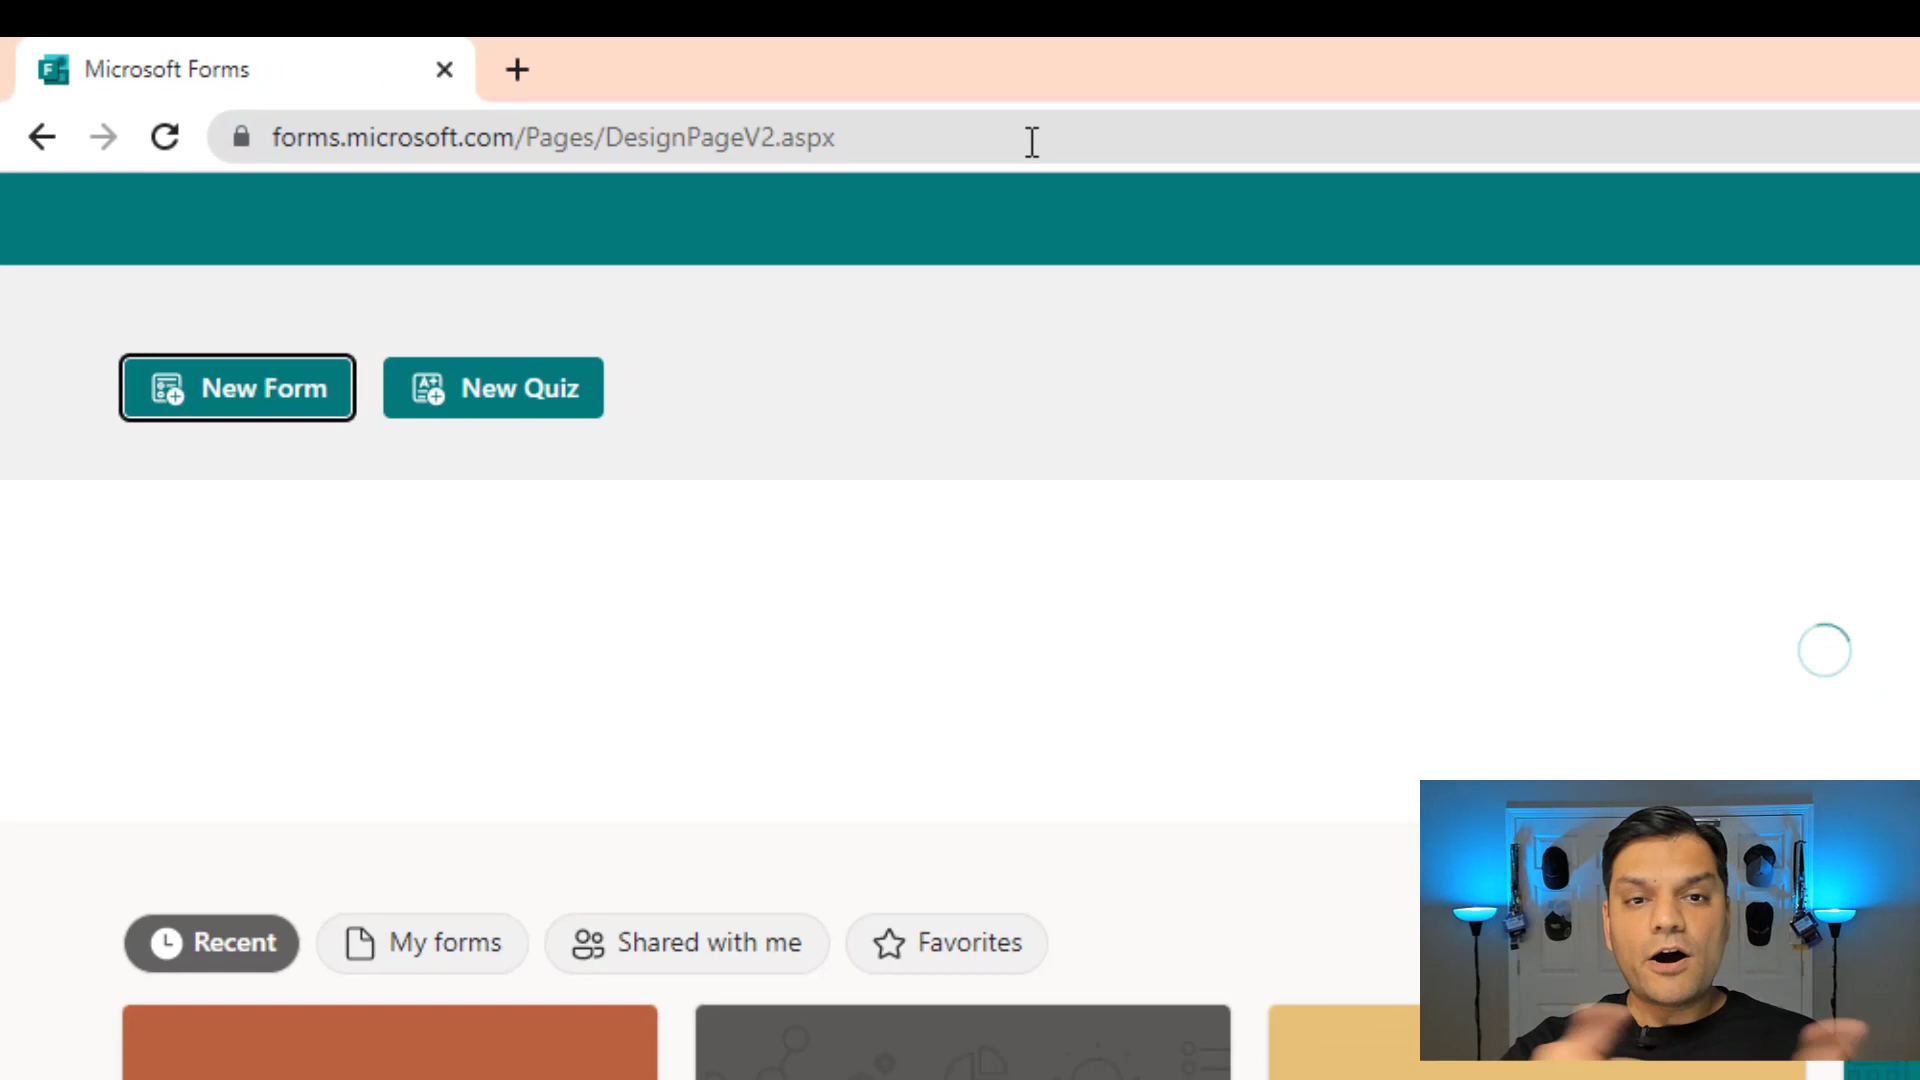 Microsoft Forms
forms.microsoft.com/Pages/DesignPageV2.aspx
New Form
New Quiz
Recent
My forms
Shared with me
Favorites